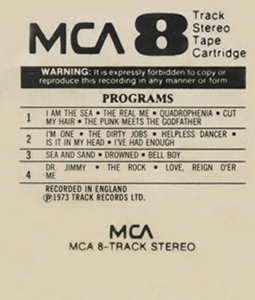 MCA 8 Track
Stereo
Tape
Cartridge
WARNING: It is expressly forbidden to copy or
reproduce this recording in any manner or form
PROGRAMS
1 I AM THE SEA • THE REAL ME • QUADROPHENIA • CUT
MY HAIR • THE PUNK MEETS THE GODFATHER
2 I'M ONE • THE DIRTY JOBS • HELPLESS DANCER •
IS IT IN MY HEAD • I'VE HAD ENOUGH
3 SEA AND SAND • DROWNED • BELL BOY
4 DR. JIMMY • THE ROCK • LOVE, REIGN O'ER
ME
RECORDED IN ENGLAND
℗1973 TRACK RECORDS LTD.
MCA
MCA 8-TRACK STEREO